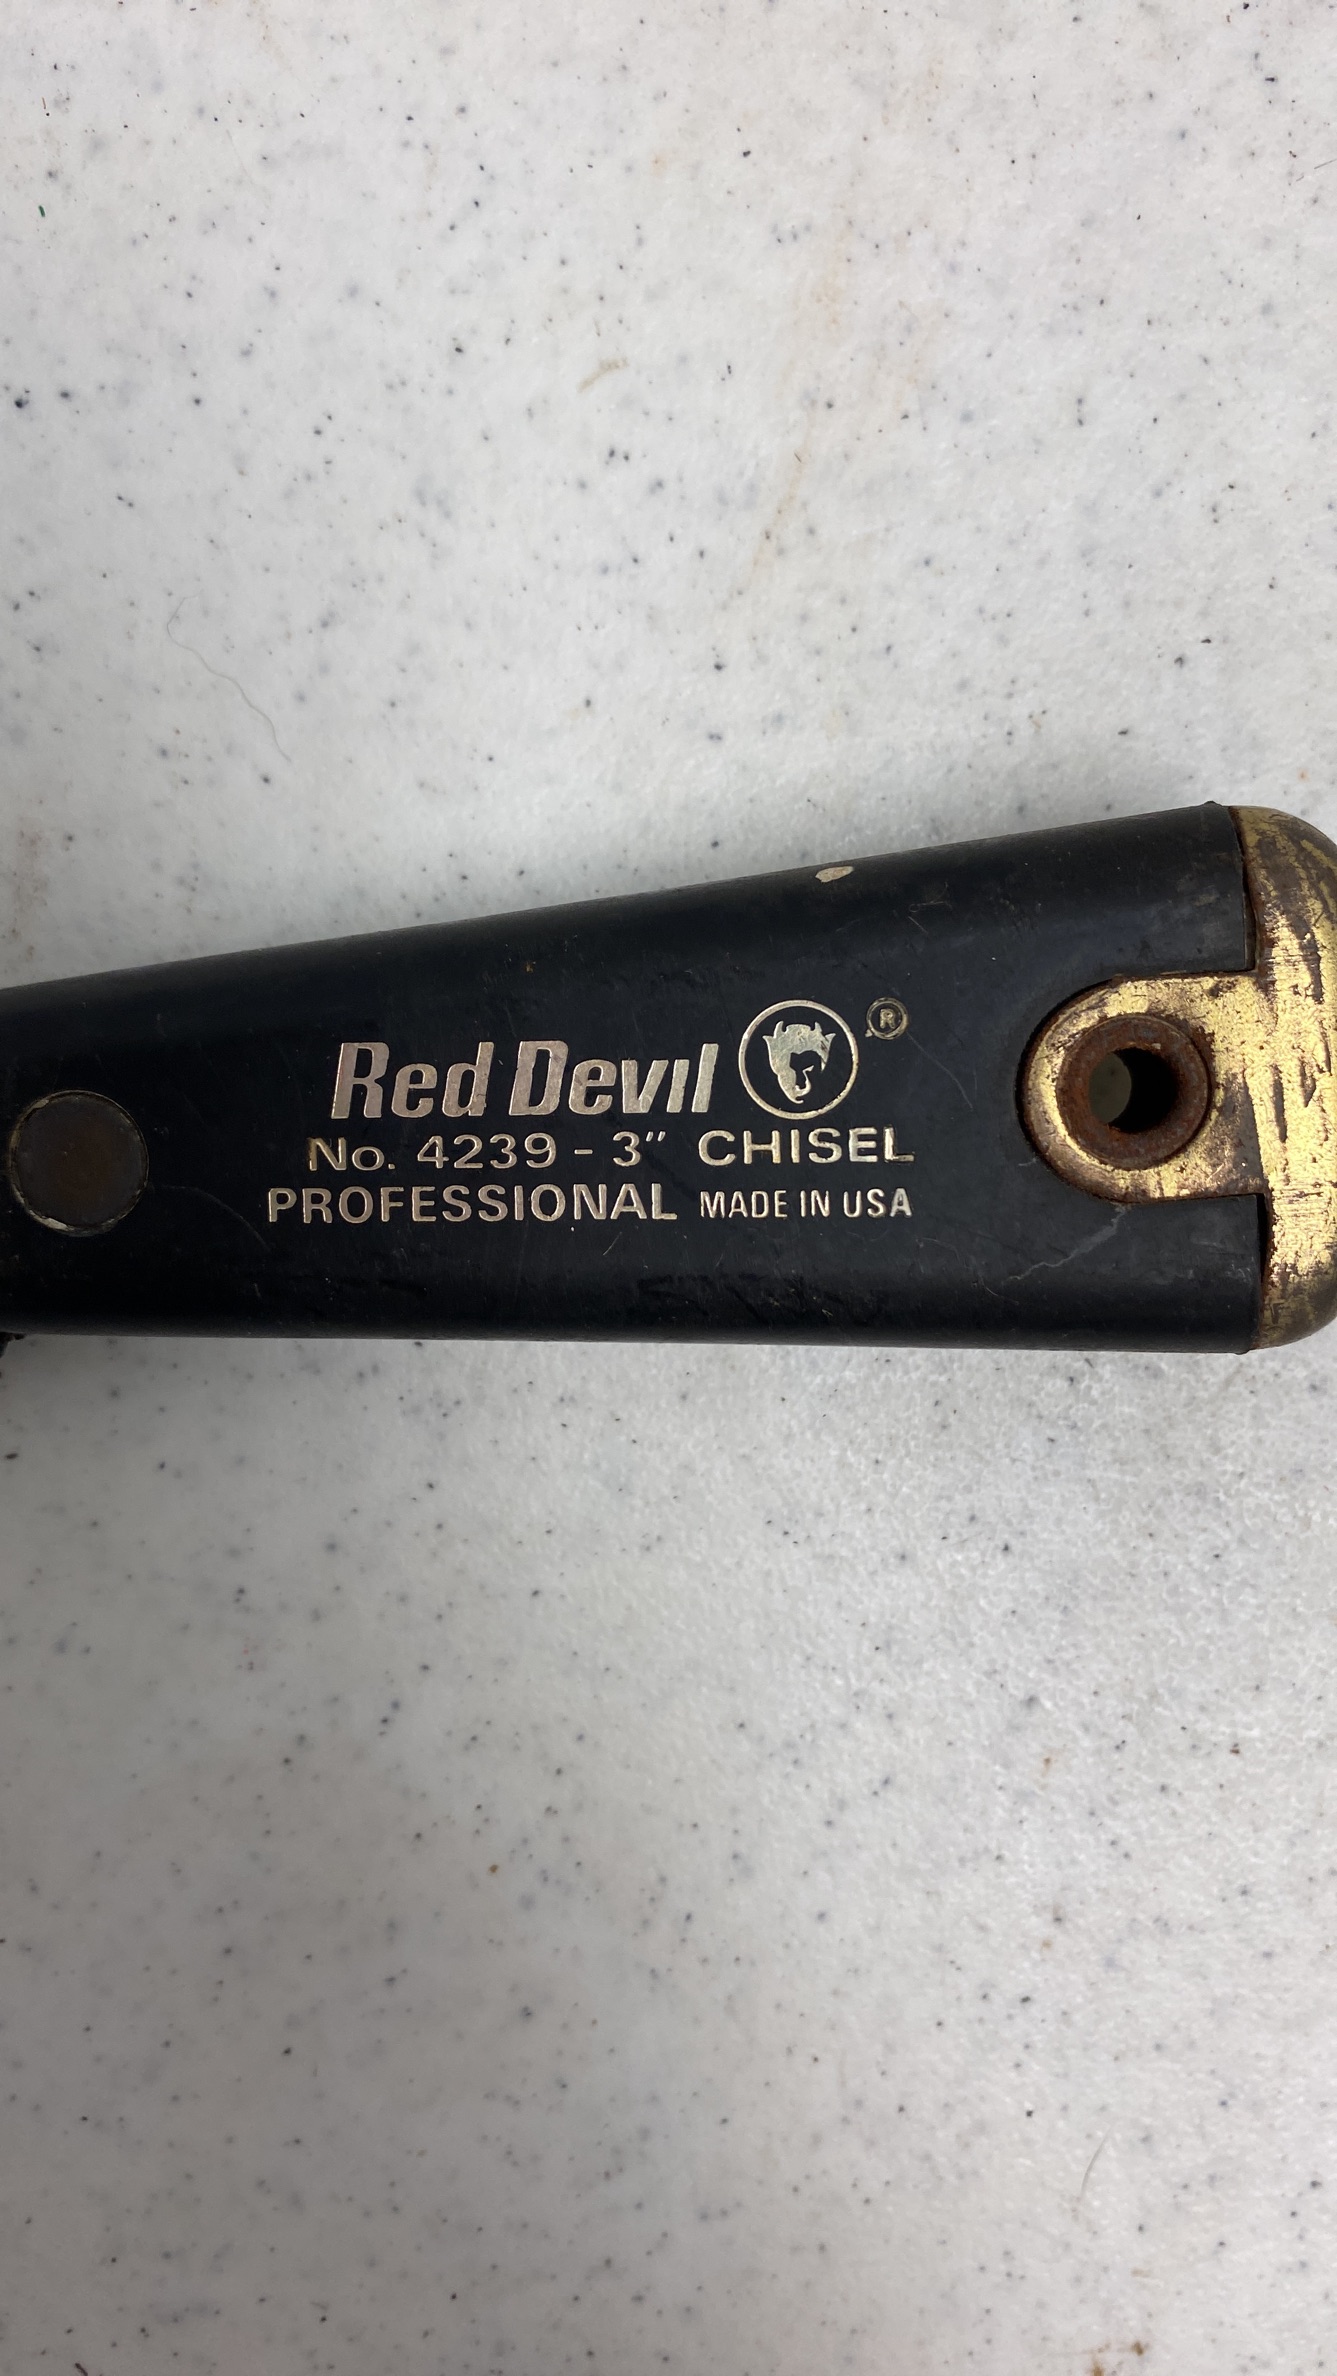 Red Devil ®
No. 4239 - 3" CHISEL
PROFESSIONAL MADE IN USA